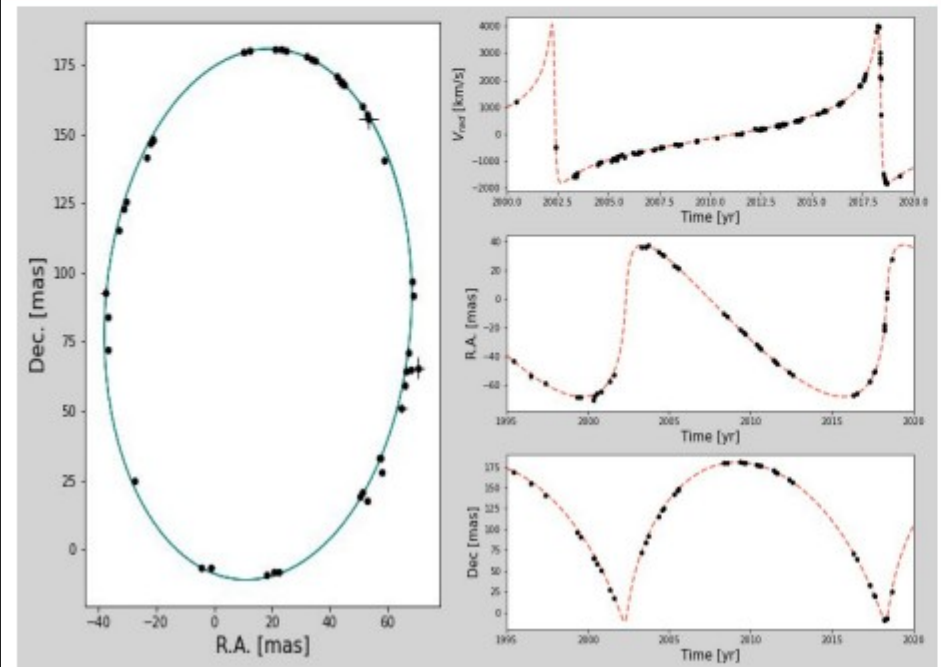 175
150
125
100
75
50
25
0
Dec. [mas]
−40 −20 0 20 40 60
R.A. [mas]
4000
3000
2000
1000
0
−1000
−2000
V_rad [km/s]
2000.0 2002.5 2005.0 2007.5 2010.0 2012.5 2015.0 2017.5 2020.0
Time [yr]
40
20
0
−20
−40
−60
R.A. [mas]
1995 2000 2005 2010 2015 2020
Time [yr]
175
150
125
100
75
50
25
0
Dec [mas]
1995 2000 2005 2010 2015 2020
Time [yr]